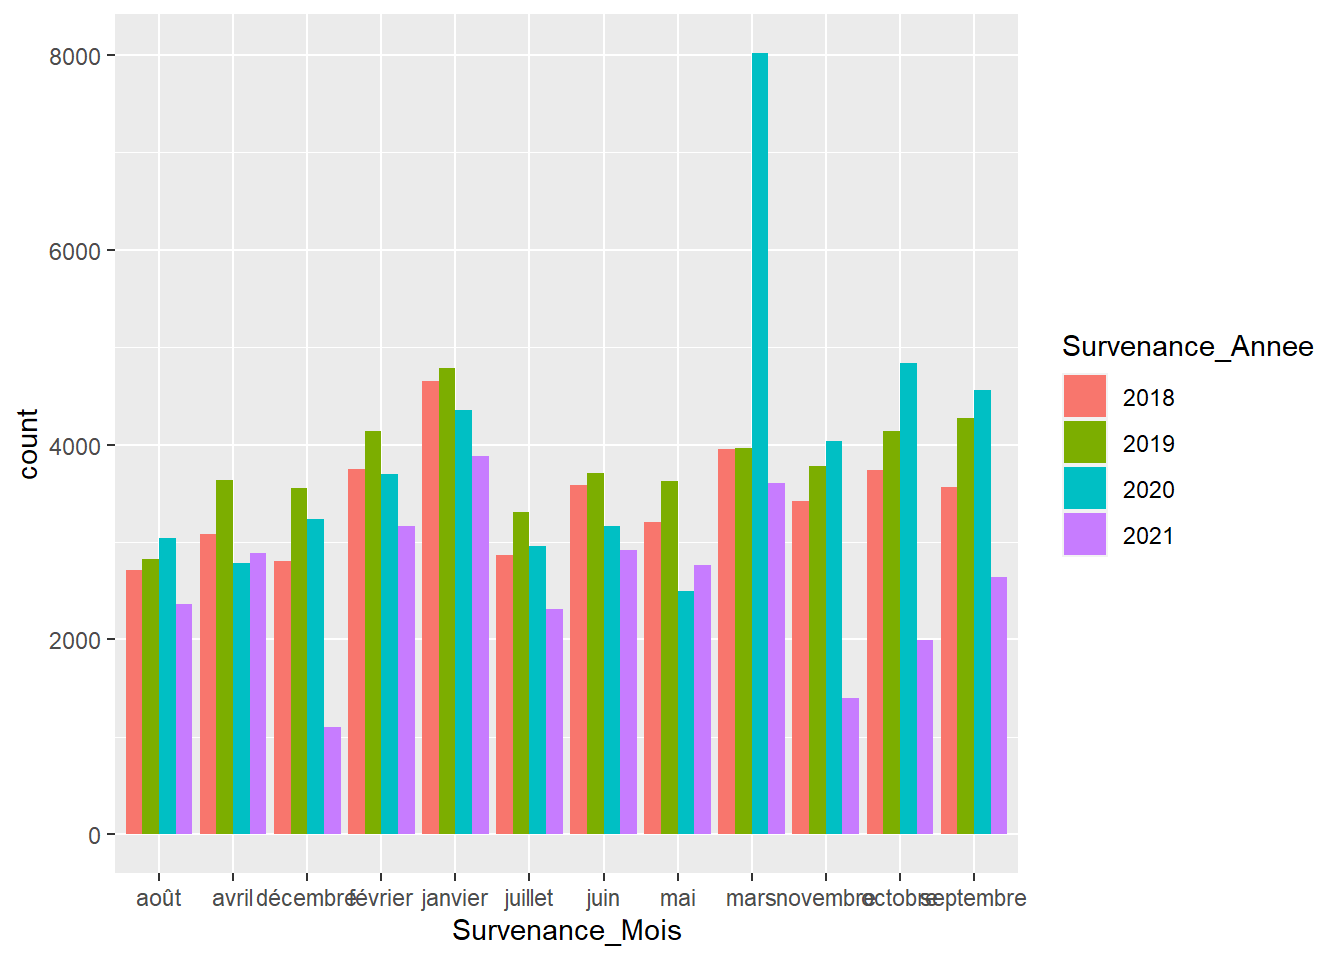 8000
6000
4000
2000
0
count
août avril décembre février janvier juillet juin mai mars novembre octobre septembre
Survenance_Mois
Survenance_Annee
2018
2019
2020
2021